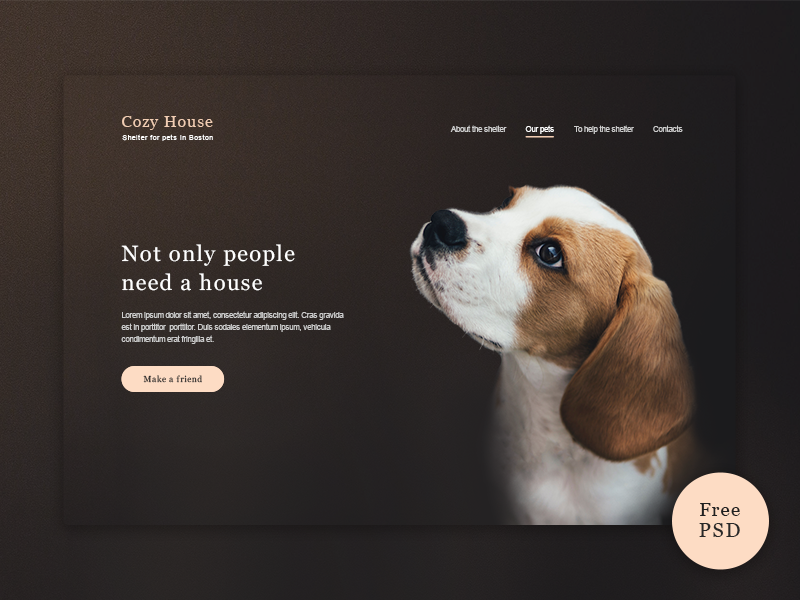 Cozy House
Shelter for pets in Boston
About the shelter
Our pets
To help the shelter
Contacts
Not only people
need a house
Lorem ipsum dolor sit amet, consectetur adipiscing elit. Cras gravida
est in porttitor porttitor. Duis sodales elementum ipsum, vehicula
condimentum erat fringilla et.
Make a friend
Free
PSD